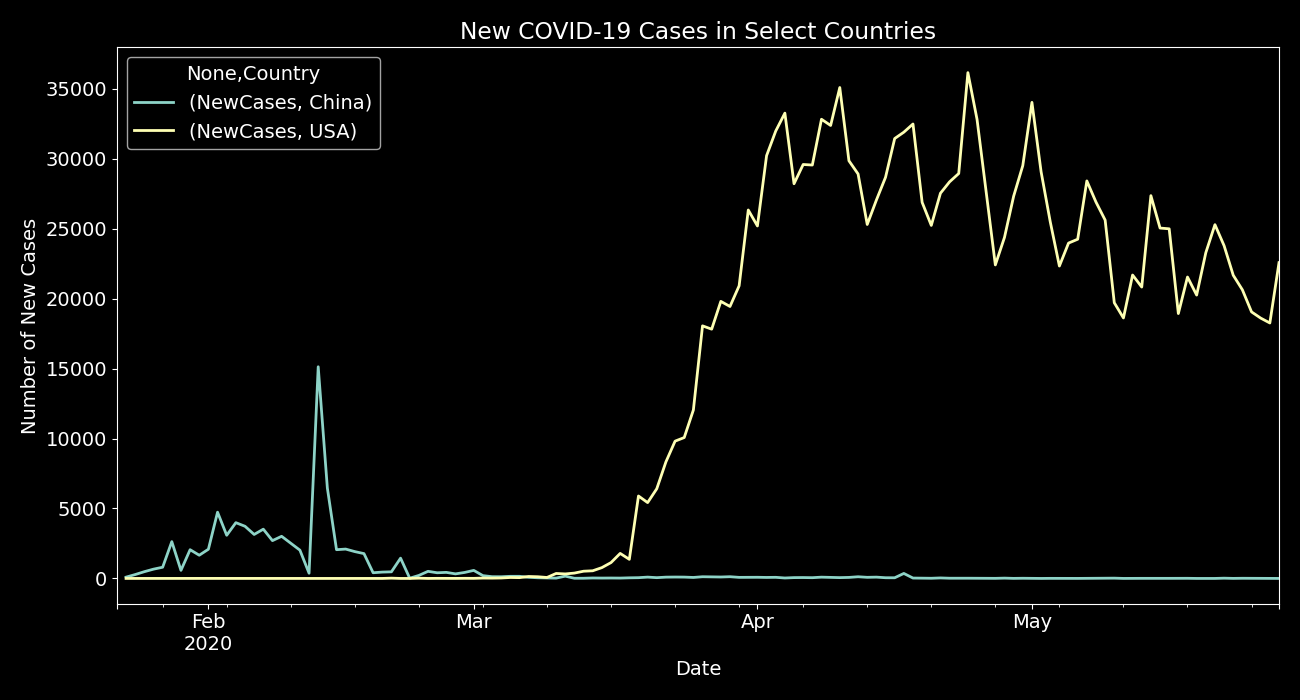 New COVID-19 Cases in Select Countries
None,Country
(NewCases, China)
(NewCases, USA)
Number of New Cases
35000
30000
25000
20000
15000
10000
5000
0
Feb
2020
Mar
Apr
May
Date